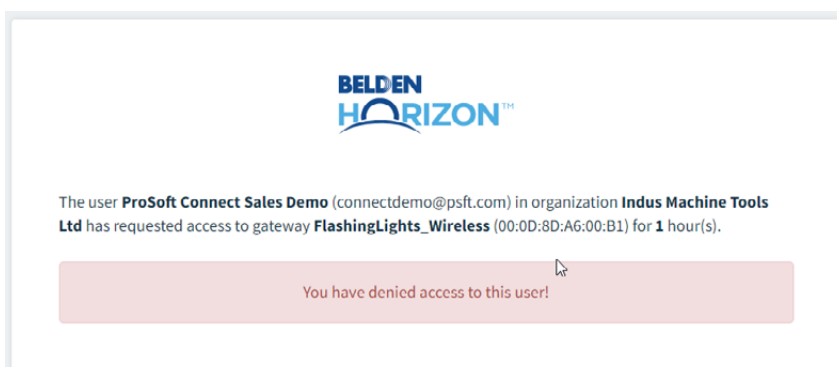 BELDEN
HORIZON™
The user ProSoft Connect Sales Demo (connectdemo@psft.com) in organization Indus Machine Tools
Ltd has requested access to gateway FlashingLights_Wireless (00:0D:8D:A6:00:B1) for 1 hour(s).
You have denied access to this user!